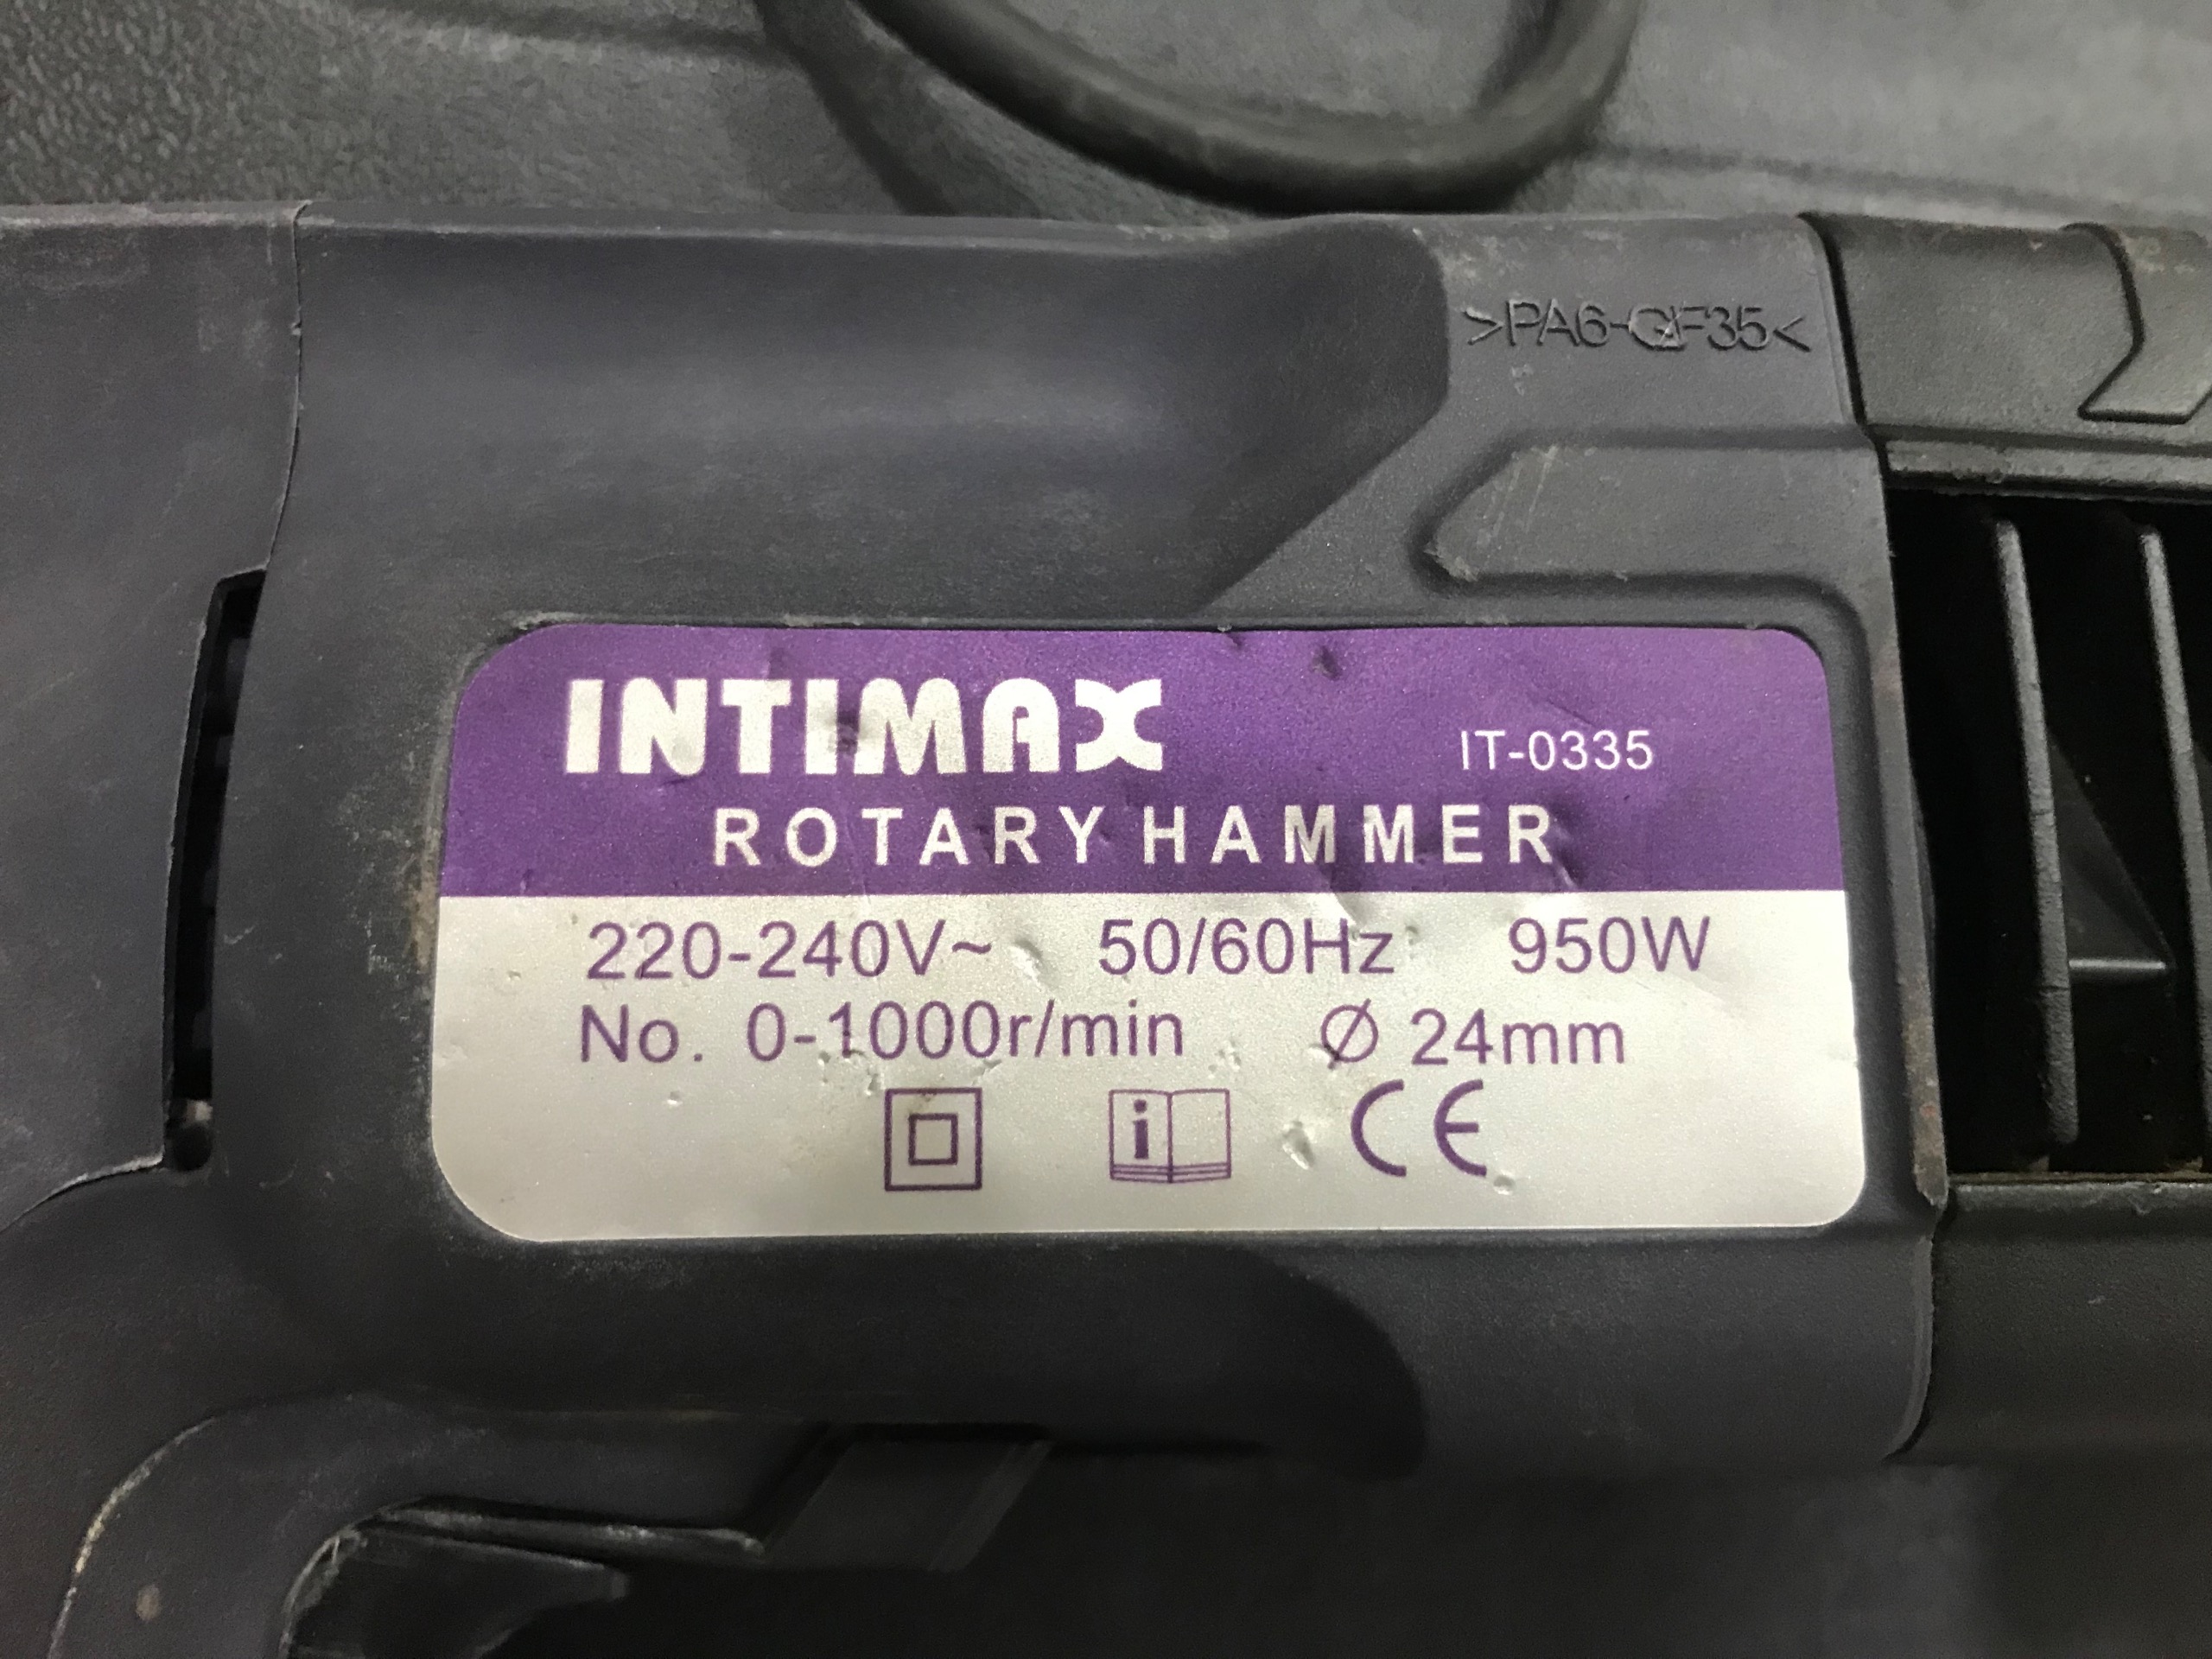 >PA6-GF35<
INTIMAX IT-0335
ROTARY HAMMER
220-240V~ 50/60Hz 950W
No. 0-1000r/min Ø 24mm
i CE